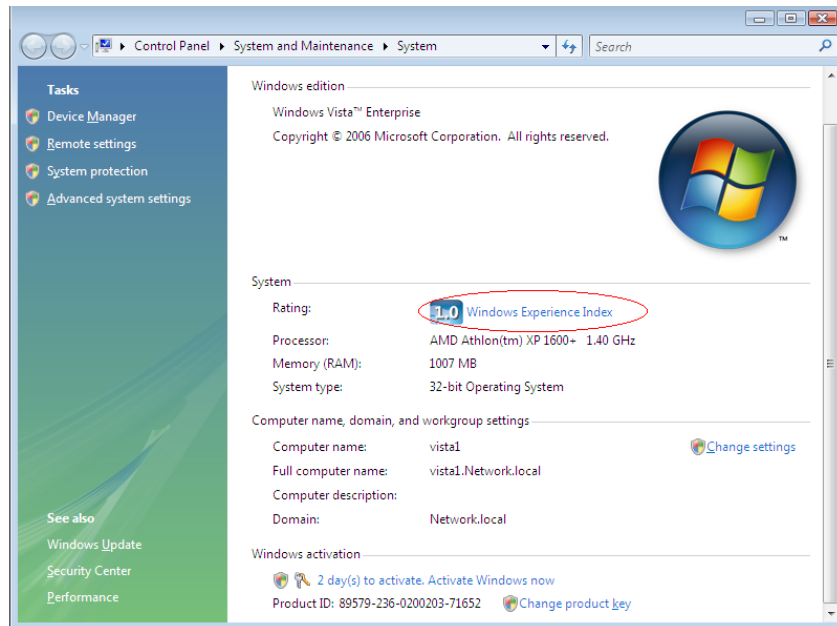 Control Panel ▸ System and Maintenance ▸ System
Search
Tasks
Device Manager
Remote settings
System protection
Advanced system settings
See also
Windows Update
Security Center
Performance
Windows edition
Windows Vista™ Enterprise
Copyright © 2006 Microsoft Corporation. All rights reserved.
TM
System
Rating: 1.0 Windows Experience Index
Processor: AMD Athlon(tm) XP 1600+ 1.40 GHz
Memory (RAM): 1007 MB
System type: 32-bit Operating System
Computer name, domain, and workgroup settings
Computer name: vista1 Change settings
Full computer name: vista1.Network.local
Computer description:
Domain: Network.local
Windows activation
2 day(s) to activate. Activate Windows now
Product ID: 89579-236-0200203-71652 Change product key